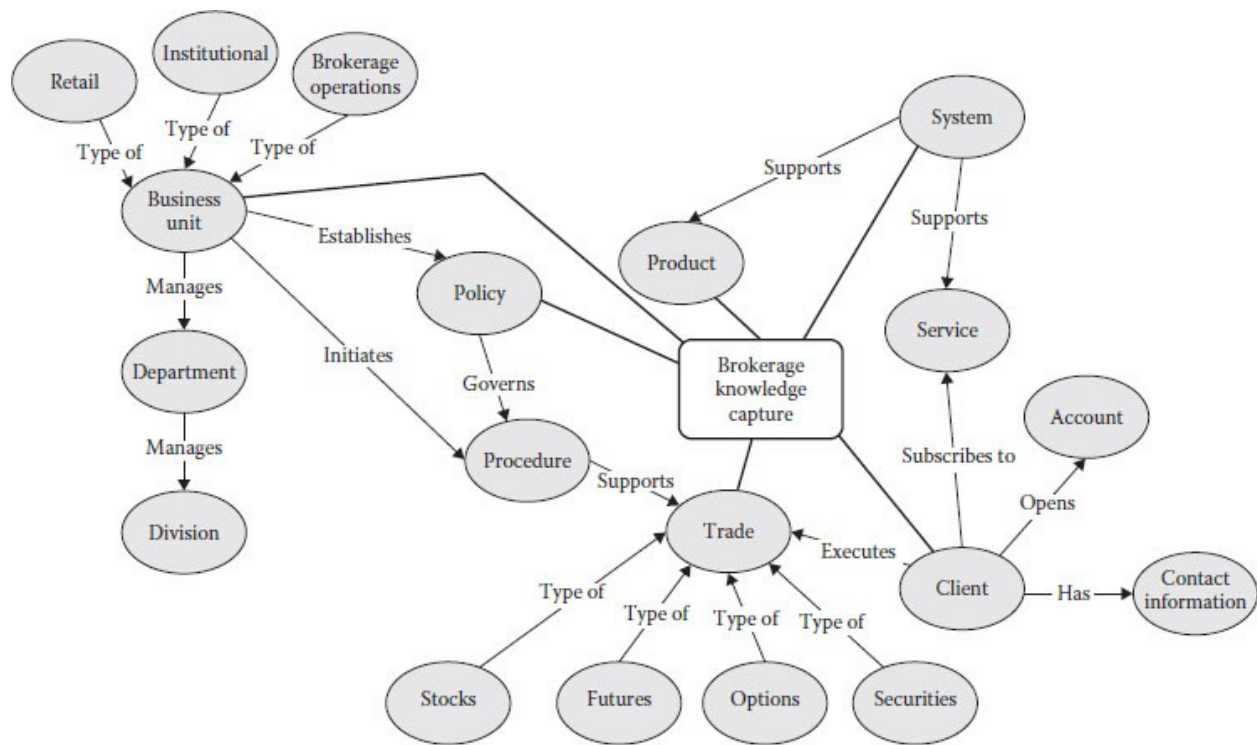 Institutional
Brokerage
operations
Retail
System
Type of
Type of
Type of
Supports
Business
unit
Supports
Establishes
Product
Policy
Manages
Service
Initiates
Department
Brokerage
knowledge
capture
Governs
Account
Manages
Procedure
Subscribes to
Supports
Opens
Division
Trade
Executes
Client
Has
Contact
information
Type of
Type of
Type of
Type of
Stocks
Futures
Options
Securities